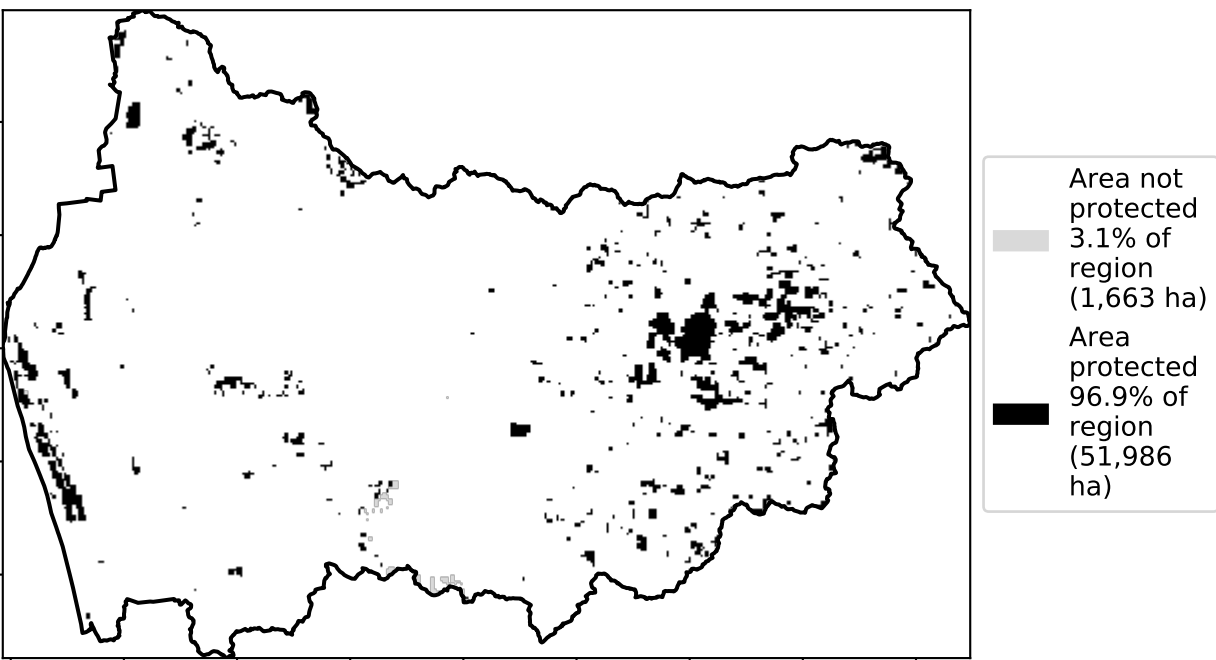 Area not
protected
3.1% of
region
(1,663 ha)
Area
protected
96.9% of
region
(51,986
ha)